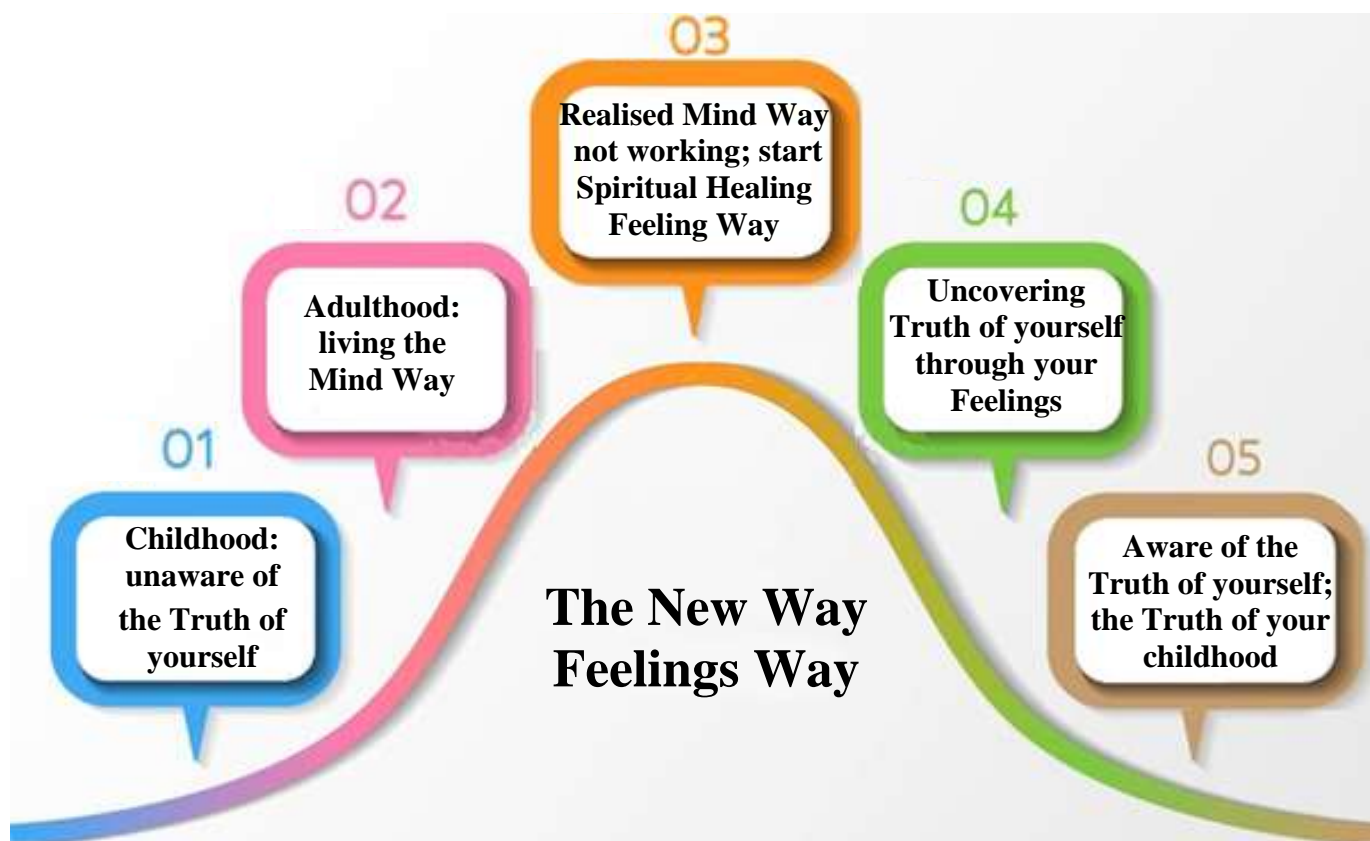 01
Childhood:
unaware of
the Truth of
yourself
02
Adulthood:
living the
Mind Way
03
Realised Mind Way
not working; start
Spiritual Healing
Feeling Way
04
Uncovering
Truth of yourself
through your
Feelings
05
Aware of the
Truth of yourself;
the Truth of your
childhood
The New Way
Feelings Way